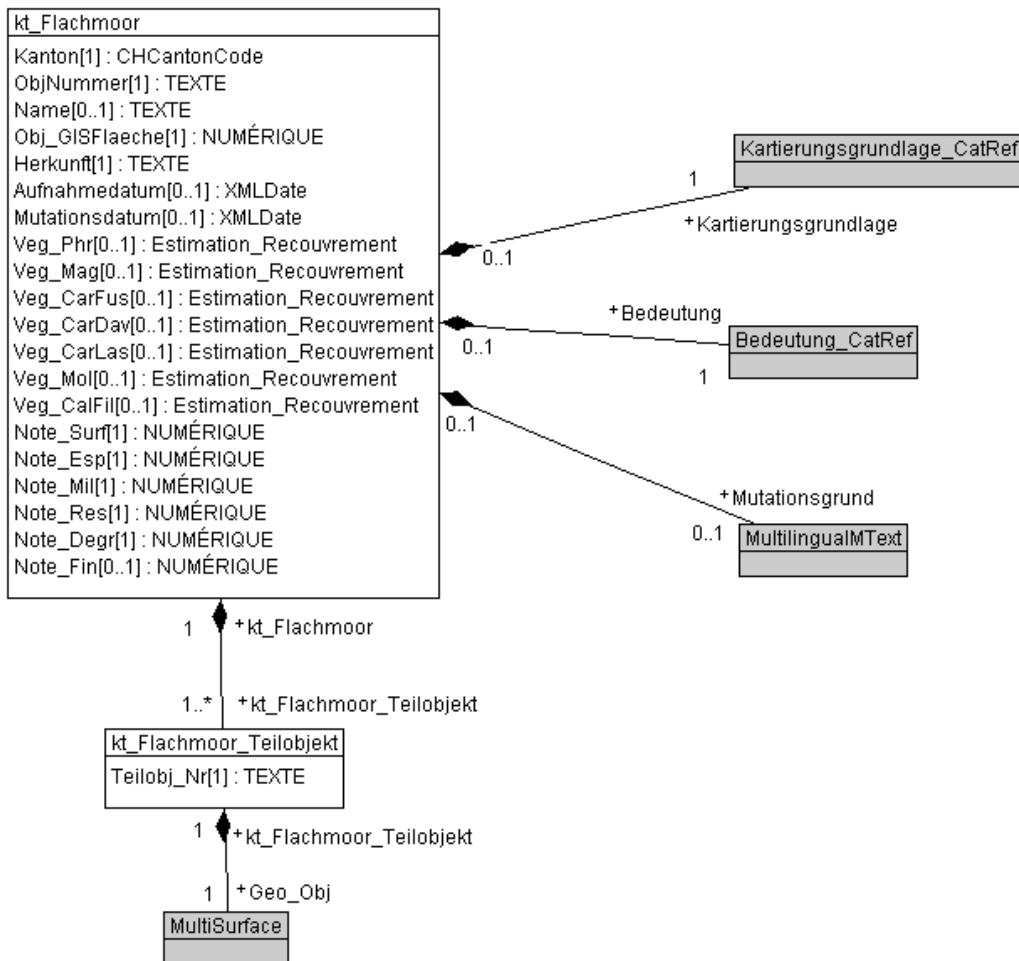 kt_Flachmoor
Kanton[1] : CHCantonCode
ObjNummer[1] : TEXTE
Name[0..1] : TEXTE
Obj_GISFlaeche[1] : NUMÉRIQUE
Herkunft[1] : TEXTE
Aufnahmedatum[0..1] : XMLDate
Mutationsdatum[0..1] : XMLDate
Veg_Phr[0..1] : Estimation_Recouvrement
Veg_Mag[0..1] : Estimation_Recouvrement
Veg_CarFus[0..1] : Estimation_Recouvrement
Veg_CarDav[0..1] : Estimation_Recouvrement
Veg_CarLas[0..1] : Estimation_Recouvrement
Veg_Mol[0..1] : Estimation_Recouvrement
Veg_CalFil[0..1] : Estimation_Recouvrement
Note_Surf[1] : NUMÉRIQUE
Note_Esp[1] : NUMÉRIQUE
Note_Mil[1] : NUMÉRIQUE
Note_Res[1] : NUMÉRIQUE
Note_Degr[1] : NUMÉRIQUE
Note_Fin[0..1] : NUMÉRIQUE
Kartierungsgrundlage_CatRef
1
+Kartierungsgrundlage
0..1
+Bedeutung
Bedeutung_CatRef
0..1
1
0..1
+Mutationsgrund
0..1
MultilingualMText
1
+kt_Flachmoor
1..*
+kt_Flachmoor_Teilobjekt
kt_Flachmoor_Teilobjekt
Teilobj_Nr[1] : TEXTE
1
+kt_Flachmoor_Teilobjekt
1
+Geo_Obj
MultiSurface